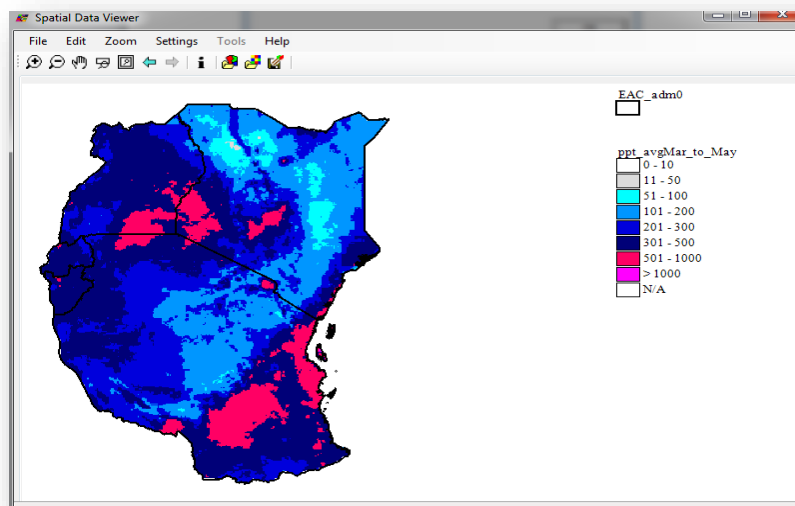 Spatial Data Viewer
File Edit Zoom Settings Tools Help
EAC_adm0
ppt_avgMar_to_May
0 - 10
11 - 50
51 - 100
101 - 200
201 - 300
301 - 500
501 - 1000
> 1000
N/A